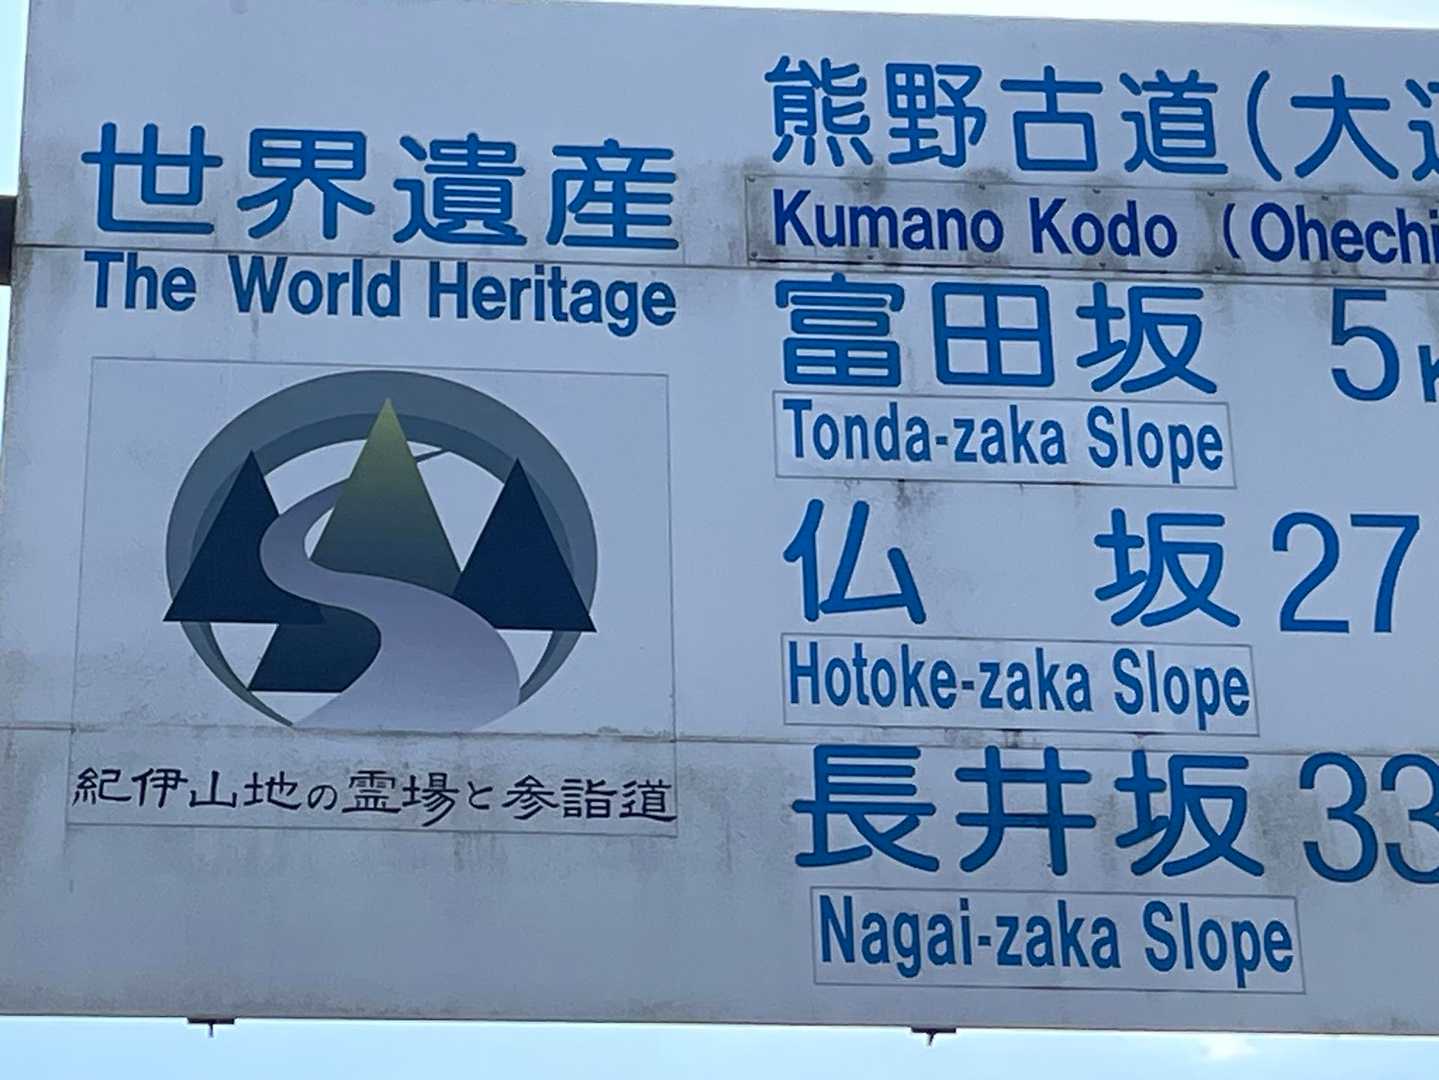 世界遺産
The World Heritage
紀伊山地の霊場と参詣道
熊野古道(大辺
Kumano Kodo (Ohechi
富田坂 5k
Tonda-zaka Slope
仏 坂 27
Hotoke-zaka Slope
長井坂 33
Nagai-zaka Slope